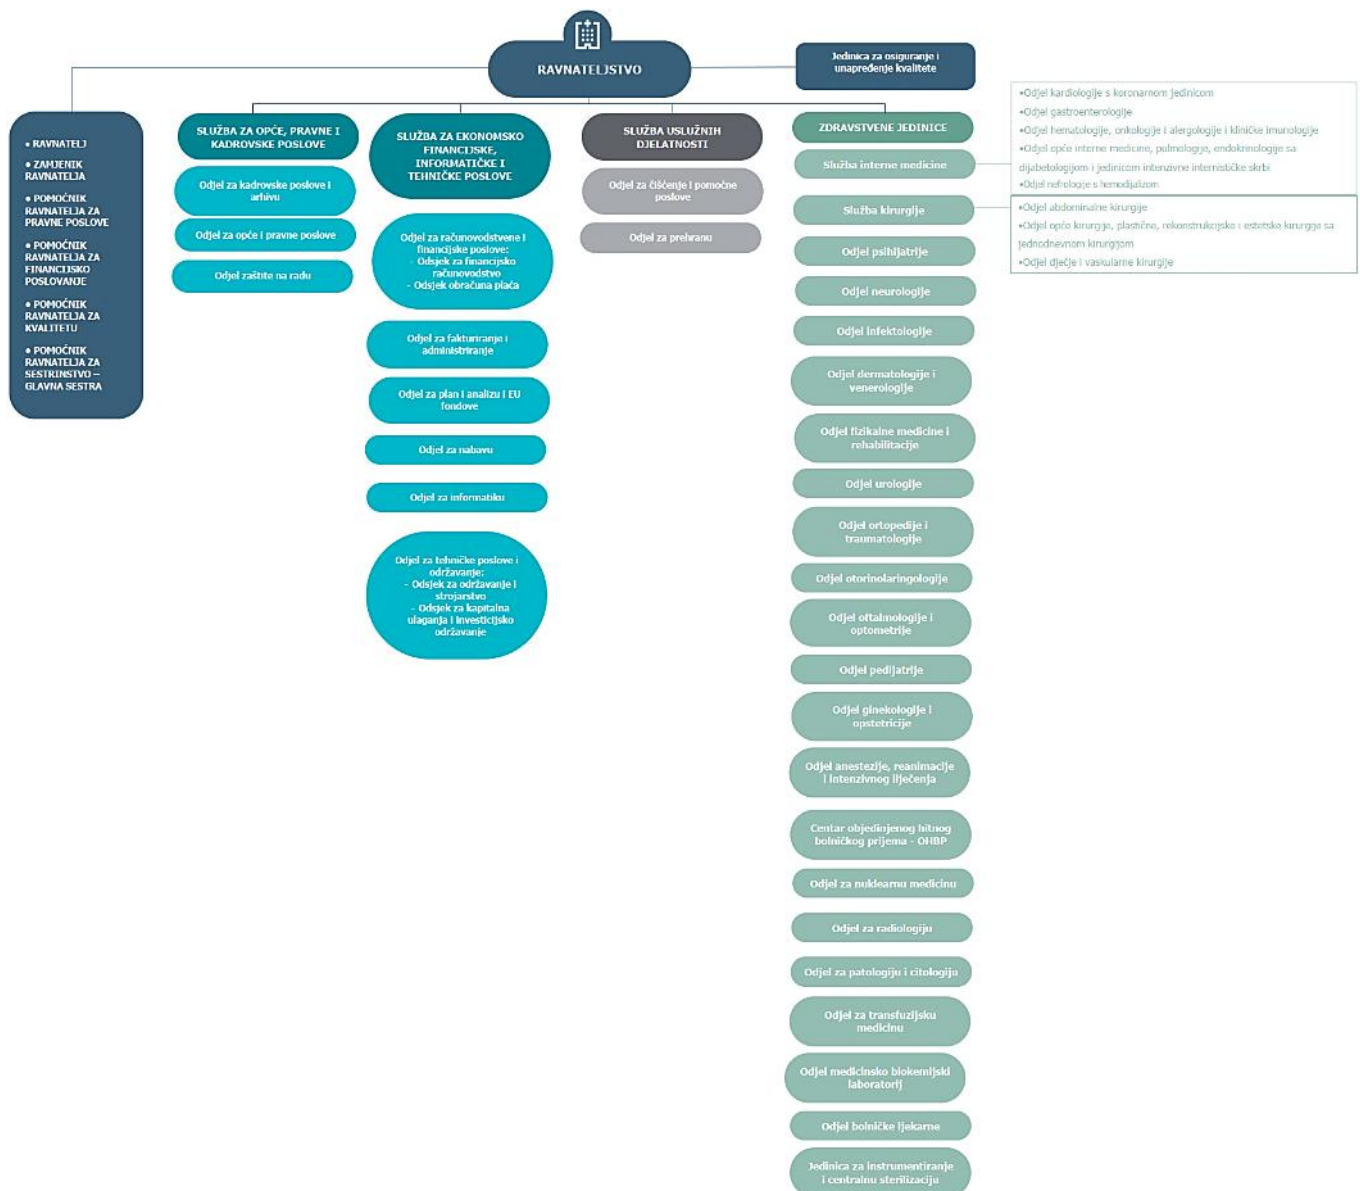 RAVNATELJSTVO
Jedinica za osiguranje i
unapređenje kvalitete
• RAVNATELJ
• ZAMJENIK
RAVNATELJA
• POMOĆNIK
RAVNATELJA ZA
PRAVNE POSLOVE
• POMOĆNIK
RAVNATELJA ZA
FINANCIJSKO
POSLOVANJE
• POMOĆNIK
RAVNATELJA ZA
KVALITETU
• POMOĆNIK
RAVNATELJA ZA
SESTRINSTVO –
GLAVNA SESTRA
SLUŽBA ZA OPĆE, PRAVNE I
KADROVSKE POSLOVE
Odjel za kadrovske poslove i
arhivu
Odjel za opće i pravne poslove
Odjel zaštite na radu
SLUŽBA ZA EKONOMSKO
FINANCIJSKE,
INFORMATIČKE I
TEHNIČKE POSLOVE
Odjel za računovodstvene i
financijske poslove:
- Odsjek za financijsko
računovodstvo
- Odsjek obračuna plaća
Odjel za fakturiranje i
administriranje
Odjel za plan i analizu i EU
fondove
Odjel za nabavu
Odjel za informatiku
Odjel za tehničke poslove i
održavanje:
- Odsjek za održavanje i
strojarstvo
- Odsjek za kapitalna
ulaganja i investicijsko
održavanje
SLUŽBA USLUŽNIH
DJELATNOSTI
Odjel za čišćenje i pomoćne
poslove
Odjel za prehranu
ZDRAVSTVENE JEDINICE
Služba interne medicine
Služba kirurgije
Odjel psihijatrije
Odjel neurologije
Odjel infektologije
Odjel dermatologije i
venerologije
Odjel fizikalne medicine i
rehabilitacije
Odjel urologije
Odjel ortopedije i
traumatologije
Odjel otorinolaringologije
Odjel oftalmologije i
optometrije
Odjel pedijatrije
Odjel ginekologije i
opstetricije
Odjel anestezije, reanimacije
i intenzivnog liječenja
Centar objedinjenog hitnog
bolničkog prijema - OHBP
Odjel za nuklearnu medicinu
Odjel za radiologiju
Odjel za patologiju i citologiju
Odjel za transfuzijsku
medicinu
Odjel medicinsko biokemijski
laboratorij
Odjel bolničke ljekarne
Jedinica za instrumentiranje
i centralnu sterilizaciju
•Odjel kardiologije s koronarnom jedinicom
•Odjel gastroenterologije
•Odjel hematologije, onkologije i alergologije i kliničke imunologije
•Odjel opće interne medicine, pulmologije, endokrinologije sa
dijabetologijom i jedinicom intenzivne internističke skrbi
•Odjel nefrologije s hemodijalizom
•Odjel abdominalne kirurgije
•Odjel opće kirurgije, plastične, rekonstrukcijske i estetske kirurgije sa
jednodnevnom kirurgijom
•Odjel dječje i vaskularne kirurgije